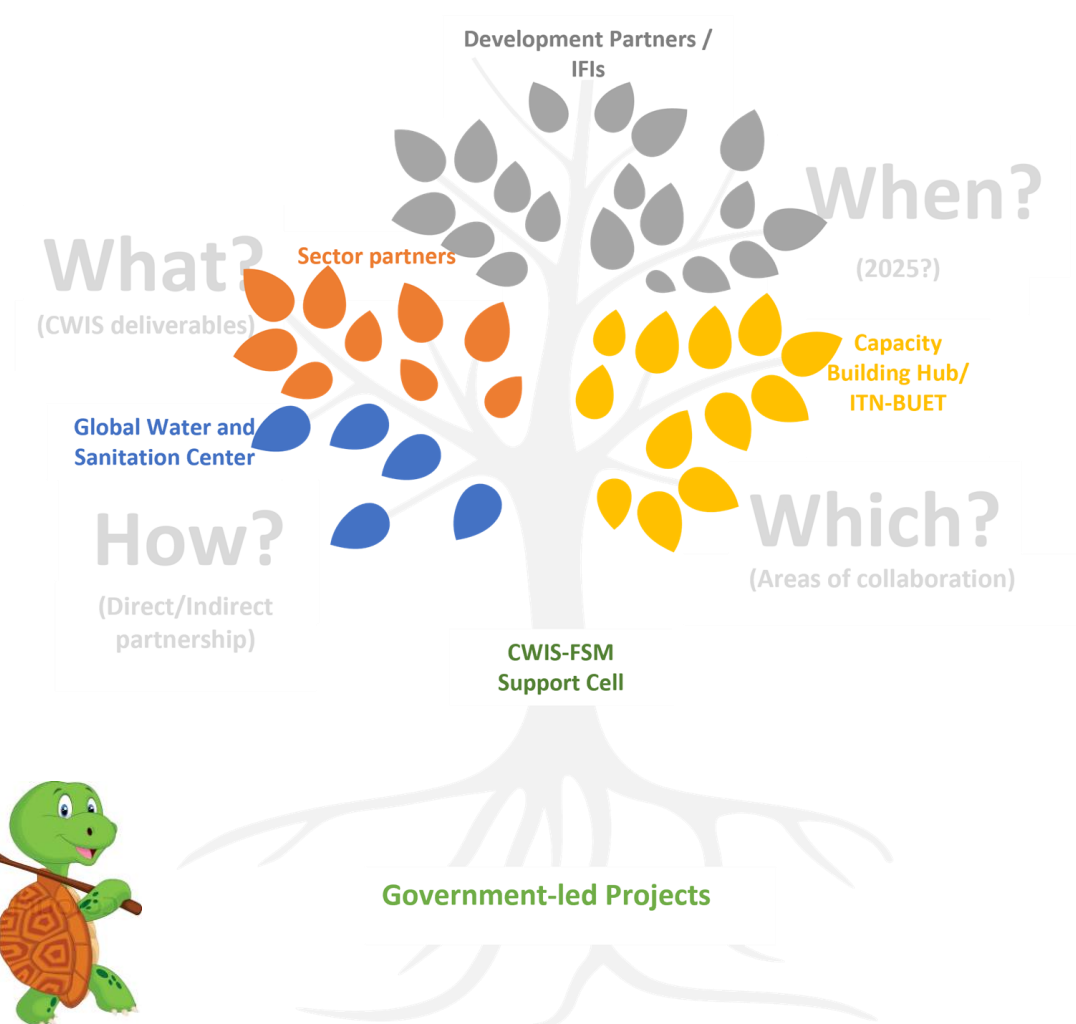 Development Partners /
IFIs
When?
(2025?)
What?
(CWIS deliverables)
Sector partners
Capacity
Building Hub/
ITN-BUET
Global Water and
Sanitation Center
How?
(Direct/Indirect
partnership)
Which?
(Areas of collaboration)
CWIS-FSM
Support Cell
Government-led Projects